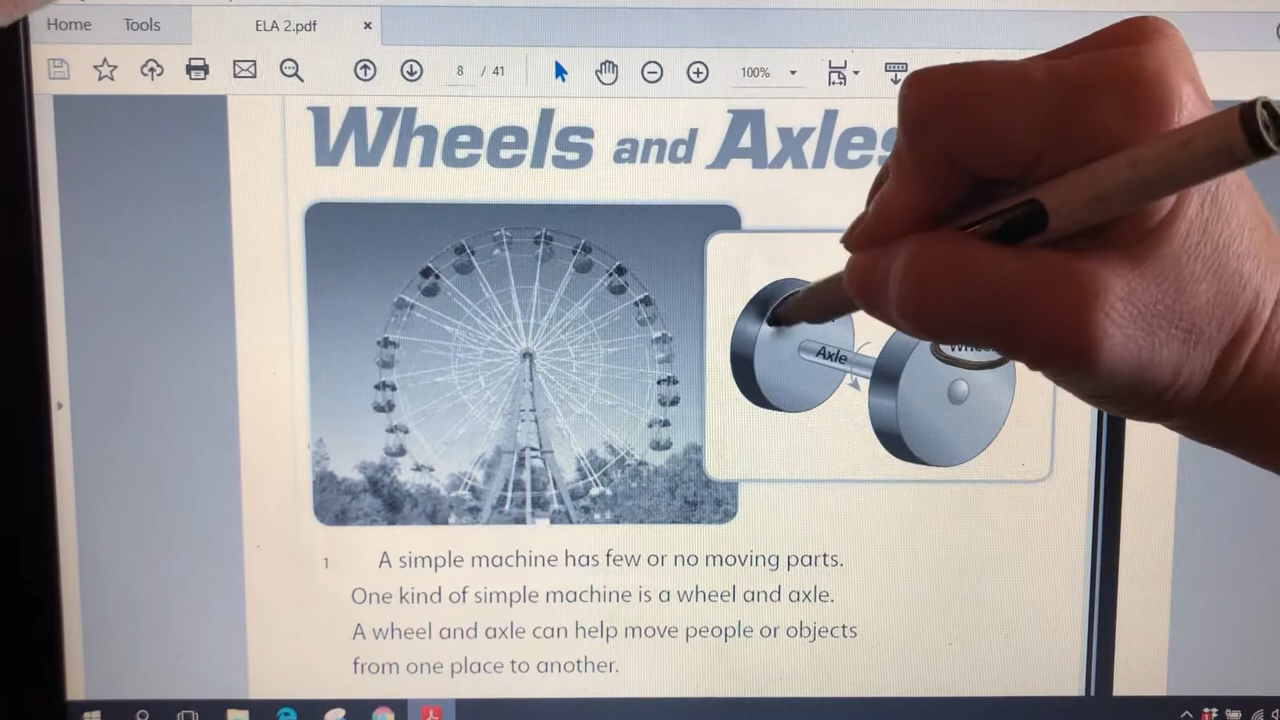 Home Tools ELA 2.pdf ×
8 / 41 100%
Wheels and Axles
Axle
1 A simple machine has few or no moving parts.
One kind of simple machine is a wheel and axle.
A wheel and axle can help move people or objects
from one place to another.